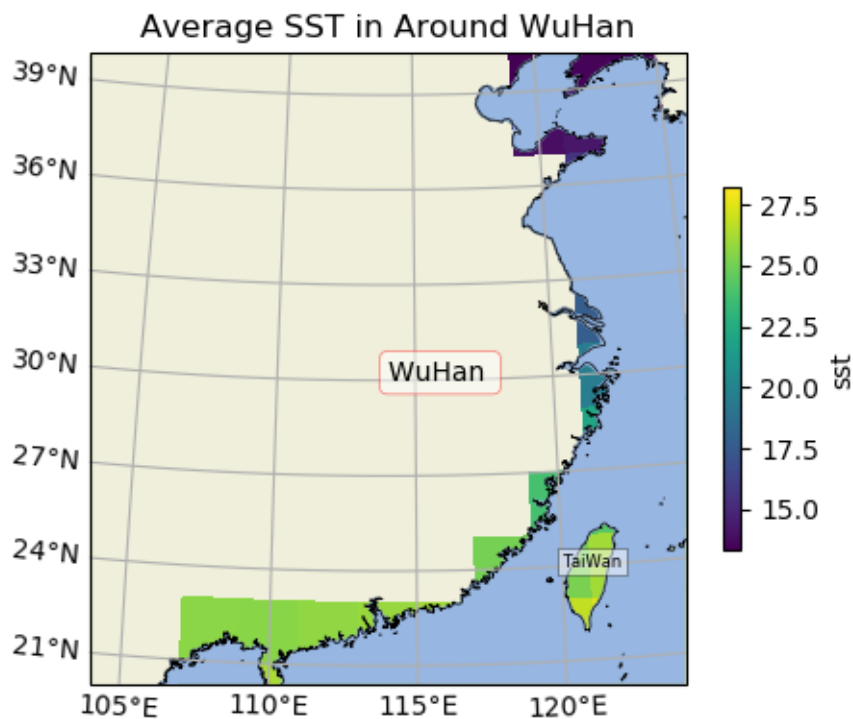 Average SST in Around WuHan
39°N
36°N
33°N
30°N
27°N
24°N
21°N
WuHan
TaiWan
105°E 110°E 115°E 120°E
27.5
25.0
22.5
20.0
17.5
15.0
sst